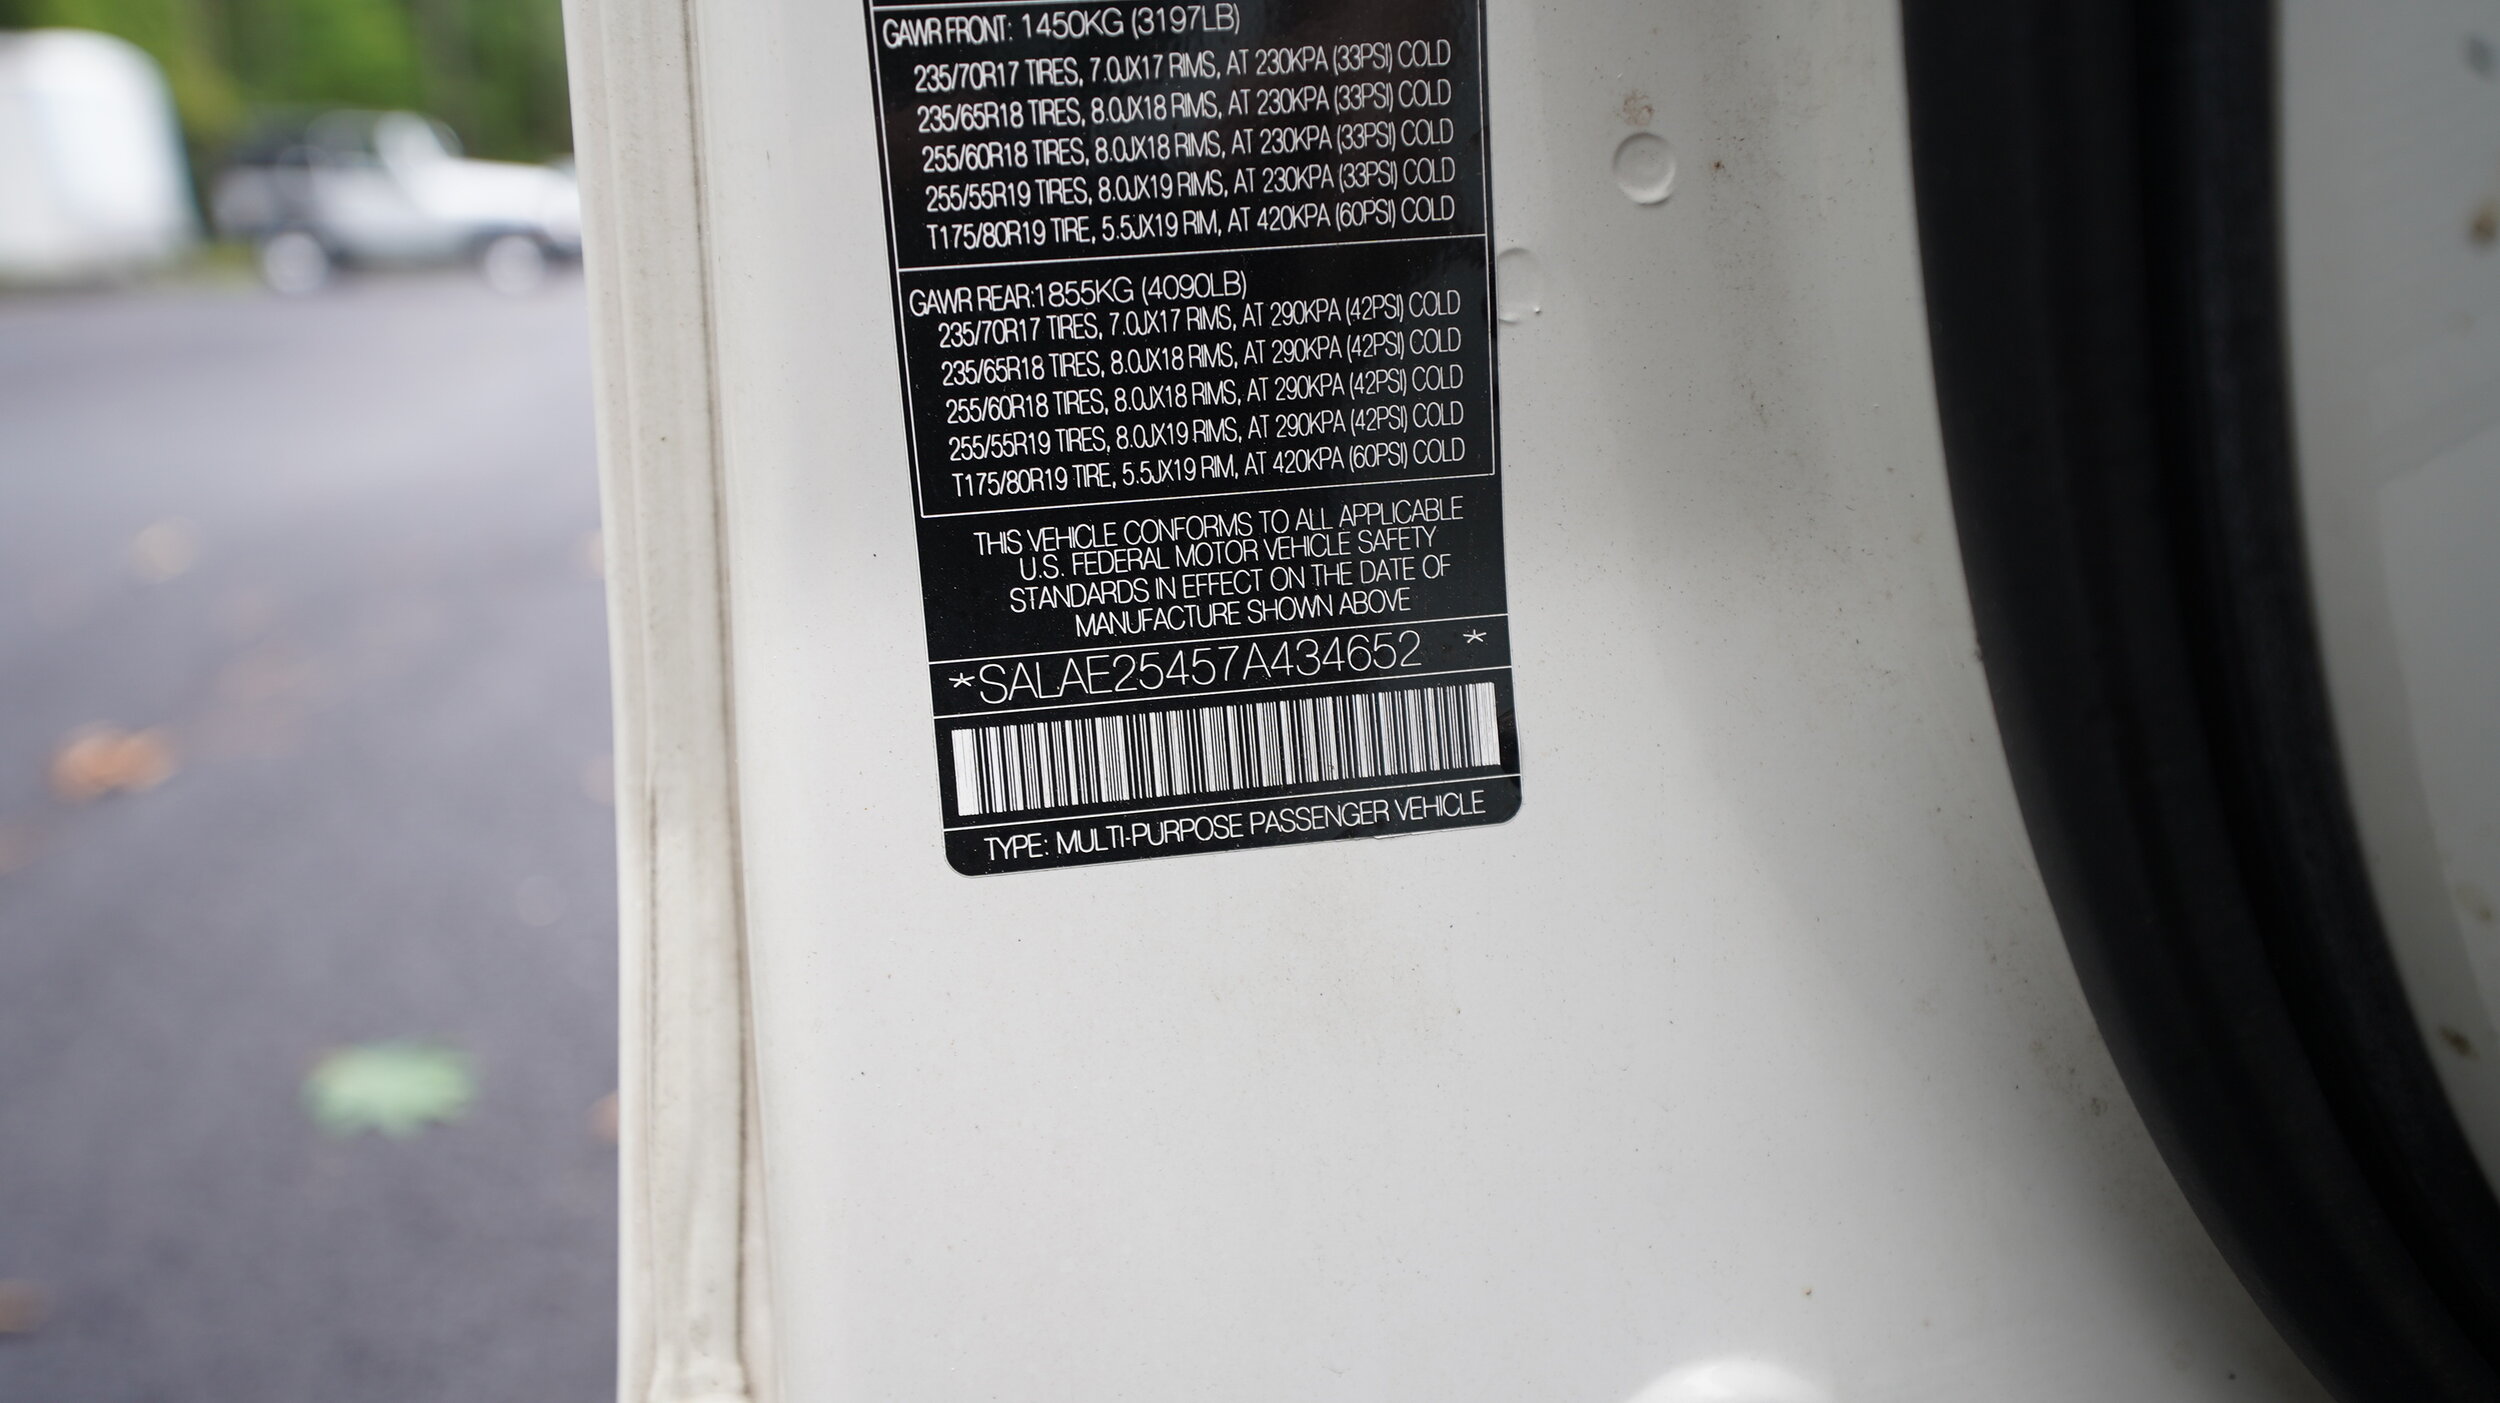 GAWR FRONT: 1450KG (3197LB)
235/70R17 TIRES, 7.0JX17 RIMS, AT 230KPA (33PSI) COLD
235/65R18 TIRES, 8.0JX18 RIMS, AT 230KPA (33PSI) COLD
255/60R18 TIRES, 8.0JX18 RIMS, AT 230KPA (33PSI) COLD
255/55R19 TIRES, 8.0JX19 RIMS, AT 230KPA (33PSI) COLD
T175/80R19 TIRE, 5.5JX19 RIM, AT 420KPA (60PSI) COLD
GAWR REAR:1855KG (4090LB)
235/70R17 TIRES, 7.0JX17 RIMS, AT 290KPA (42PSI) COLD
235/65R18 TIRES, 8.0JX18 RIMS, AT 290KPA (42PSI) COLD
255/60R18 TIRES, 8.0JX18 RIMS, AT 290KPA (42PSI) COLD
255/55R19 TIRES, 8.0JX19 RIMS, AT 290KPA (42PSI) COLD
T175/80R19 TIRE, 5.5JX19 RIM, AT 420KPA (60PSI) COLD
THIS VEHICLE CONFORMS TO ALL APPLICABLE
U.S. FEDERAL MOTOR VEHICLE SAFETY
STANDARDS IN EFFECT ON THE DATE OF
MANUFACTURE SHOWN ABOVE
*SALAE25457A434652 *
TYPE: MULTI-PURPOSE PASSENGER VEHICLE